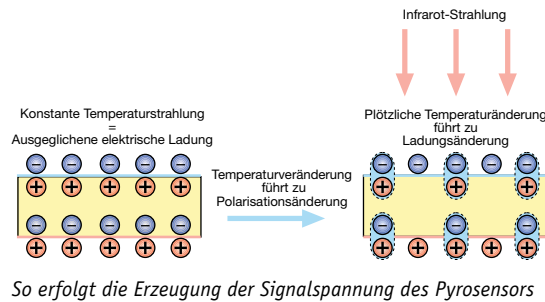 Infrarot-Strahlung
Konstante Temperaturstrahlung
=
Ausgeglichene elektrische Ladung
Temperaturveränderung
führt zu
Polarisationsänderung
Plötzliche Temperaturänderung
führt zu
Ladungsänderung
− − − − −
+ + + + +
− − − − −
+ + + + +
− − − − −
+ + +
− − −
+ + + + +
So erfolgt die Erzeugung der Signalspannung des Pyrosensors